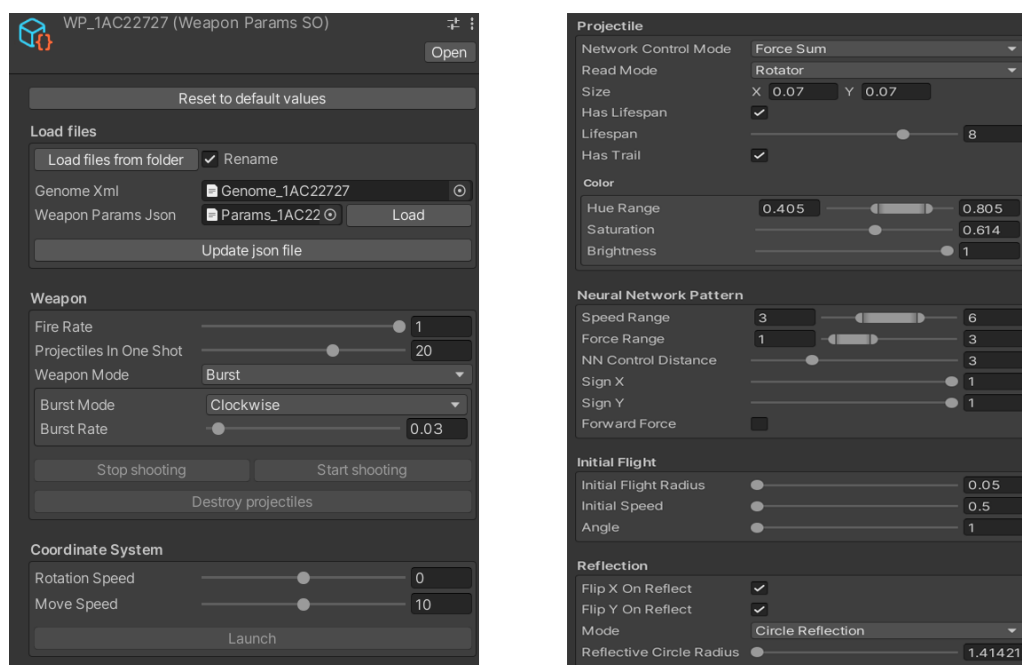 WP_1AC22727 (Weapon Params SO)
Open
Reset to default values
Load files
Load files from folder Rename
Genome Xml Genome_1AC22727
Weapon Params Json Params_1AC22 Load
Update json file
Weapon
Fire Rate 1
Projectiles In One Shot 20
Weapon Mode Burst
Burst Mode Clockwise
Burst Rate 0.03
Stop shooting Start shooting
Destroy projectiles
Coordinate System
Rotation Speed 0
Move Speed 10
Launch
Projectile
Network Control Mode Force Sum
Read Mode Rotator
Size X 0.07 Y 0.07
Has Lifespan
Lifespan 8
Has Trail
Color
Hue Range 0.405 0.805
Saturation 0.614
Brightness 1
Neural Network Pattern
Speed Range 3 6
Force Range 1 3
NN Control Distance 3
Sign X 1
Sign Y 1
Forward Force
Initial Flight
Initial Flight Radius 0.05
Initial Speed 0.5
Angle 1
Reflection
Flip X On Reflect
Flip Y On Reflect
Mode Circle Reflection
Reflective Circle Radius 1.41421